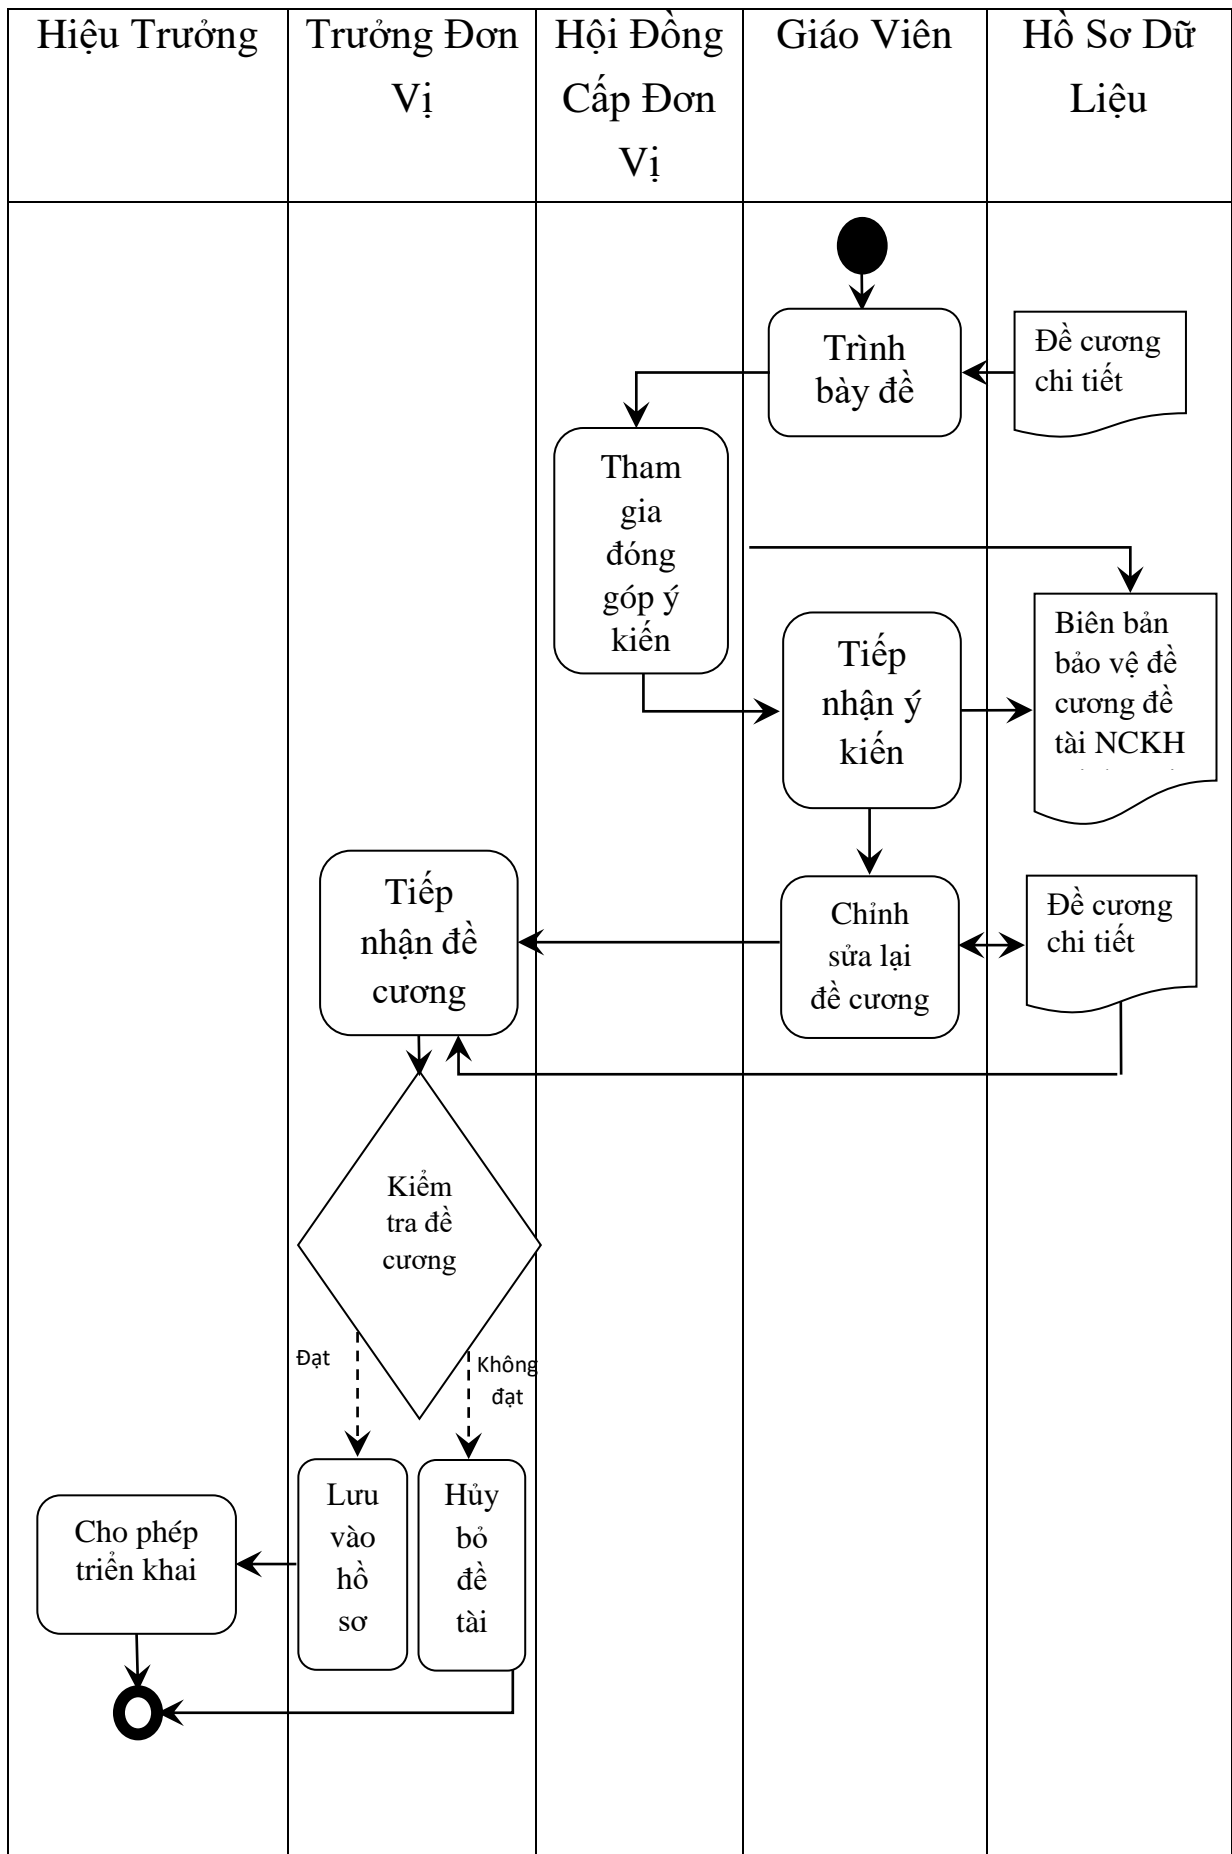 Hiệu Trưởng
Trưởng Đơn
Vị
Hội Đồng
Cấp Đơn
Vị
Giáo Viên
Hồ Sơ Dữ
Liệu
Trình
bày đề
Đề cương
chi tiết
Tham
gia
đóng
góp ý
kiến
Tiếp
nhận ý
kiến
Biên bản
bảo vệ đề
cương đề
tài NCKH
Tiếp
nhận đề
cương
Chỉnh
sửa lại
đề cương
Đề cương
chi tiết
Kiểm
tra đề
cương
Đạt
Không
đạt
Lưu
vào
hồ
sơ
Hủy
bỏ
đề
tài
Cho phép
triển khai